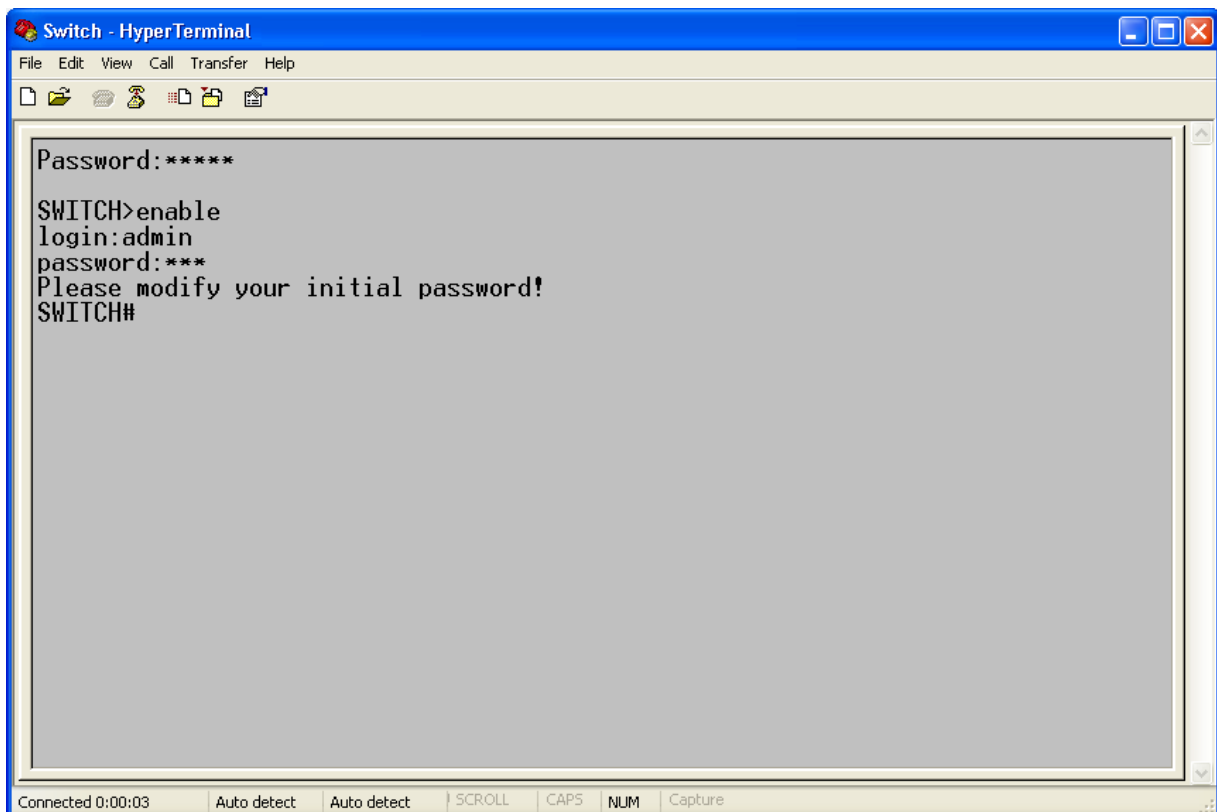 Switch - HyperTerminal
File Edit View Call Transfer Help
Password:*****
SWITCH>enable
login:admin
password:***
Please modify your initial password!
SWITCH#
Connected 0:00:03 Auto detect Auto detect SCROLL CAPS NUM Capture